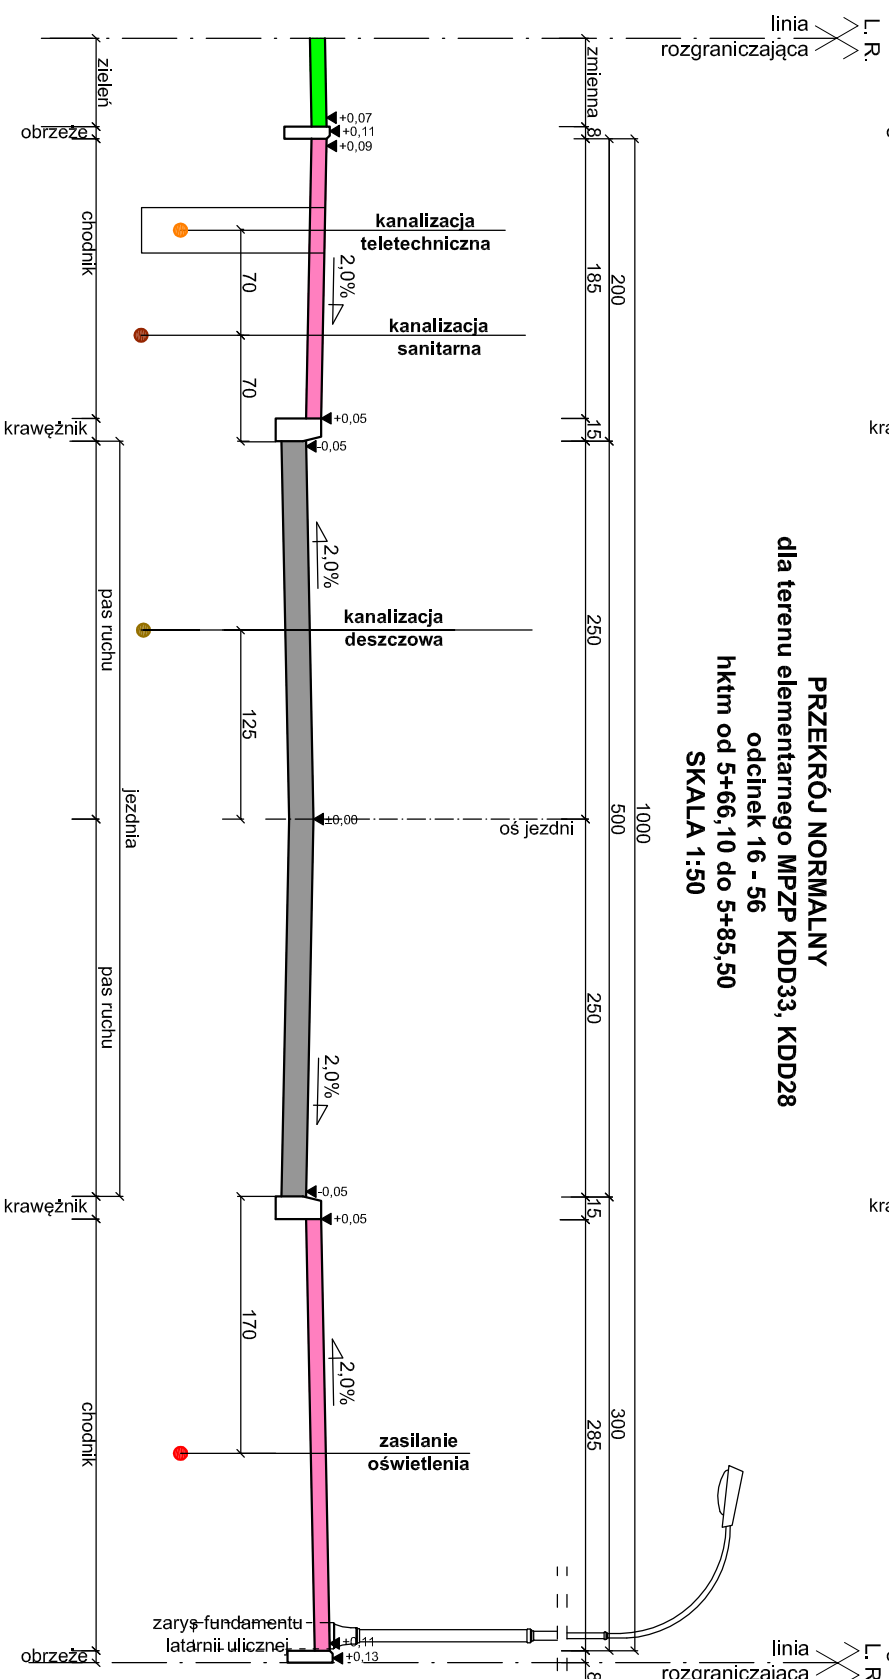 linia
rozgraniczająca
L. R.
PRZEKRÓJ NORMALNY
dla terenu elementarnego MPZP KDD33, KDD28
odcinek 16 - 56
hktm od 5+66,10 do 5+85,50
SKALA 1:50
zieleń
obrzeże
chodnik
krawężnik
pas ruchu
jezdnia
pas ruchu
krawężnik
chodnik
obrzeże
+0,07
+0,11
+0,09
kanalizacja
teletechniczna
2,0%
70
kanalizacja
sanitarna
70
+0,05
-0,05
2,0%
kanalizacja
deszczowa
125
±0,00
oś jezdni
2,0%
-0,05
+0,05
170
2,0%
zasilanie
oświetlenia
zarys fundamentu
latarnii ulicznej
+0,11
+0,13
zmienna
8
185
200
15
250
1000
500
250
15
300
285
8
linia
rozgraniczająca
L. R.
kra
kra